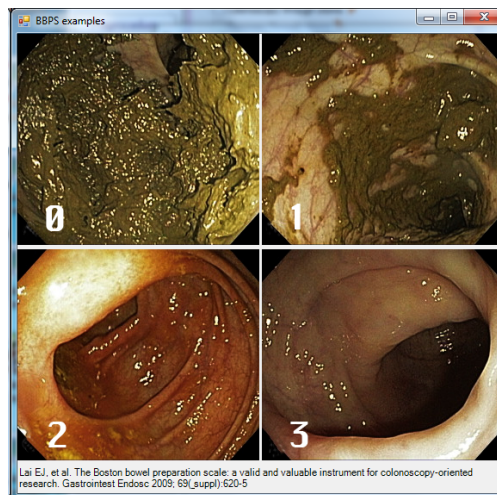 BBPS examples
0
1
2
3
Lai EJ, et al. The Boston bowel preparation scale: a valid and valuable instrument for colonoscopy-oriented
research. Gastrointest Endosc 2009; 69(_suppl):620-5